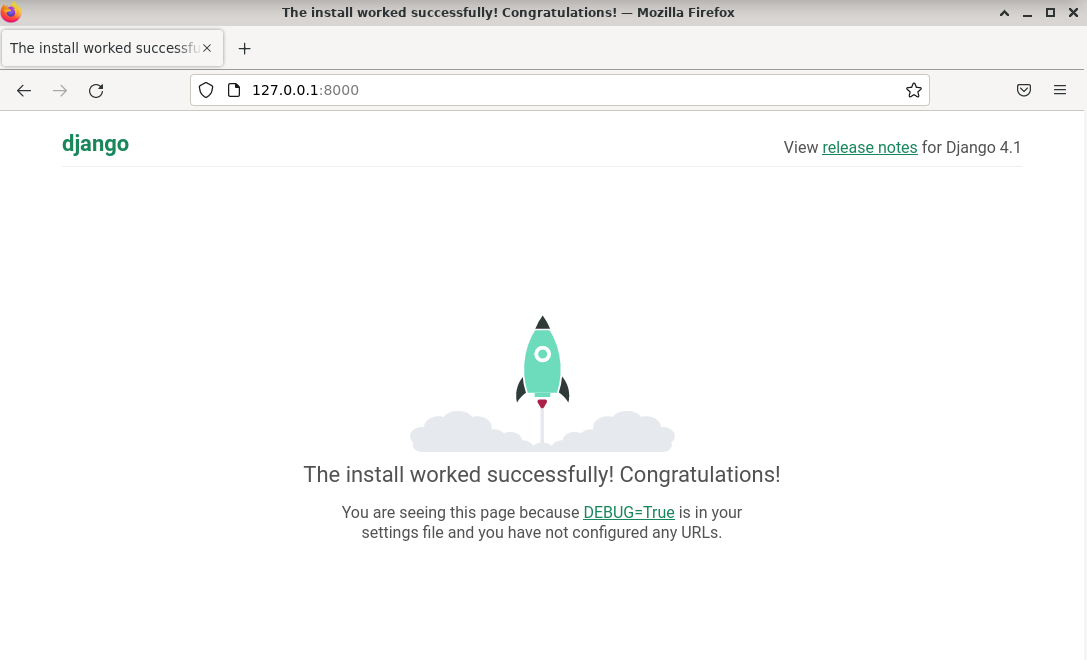 The install worked successfully! Congratulations! — Mozilla Firefox
The install worked successfu
127.0.0.1:8000
django
View release notes for Django 4.1
The install worked successfully! Congratulations!
You are seeing this page because DEBUG=True is in your
settings file and you have not configured any URLs.